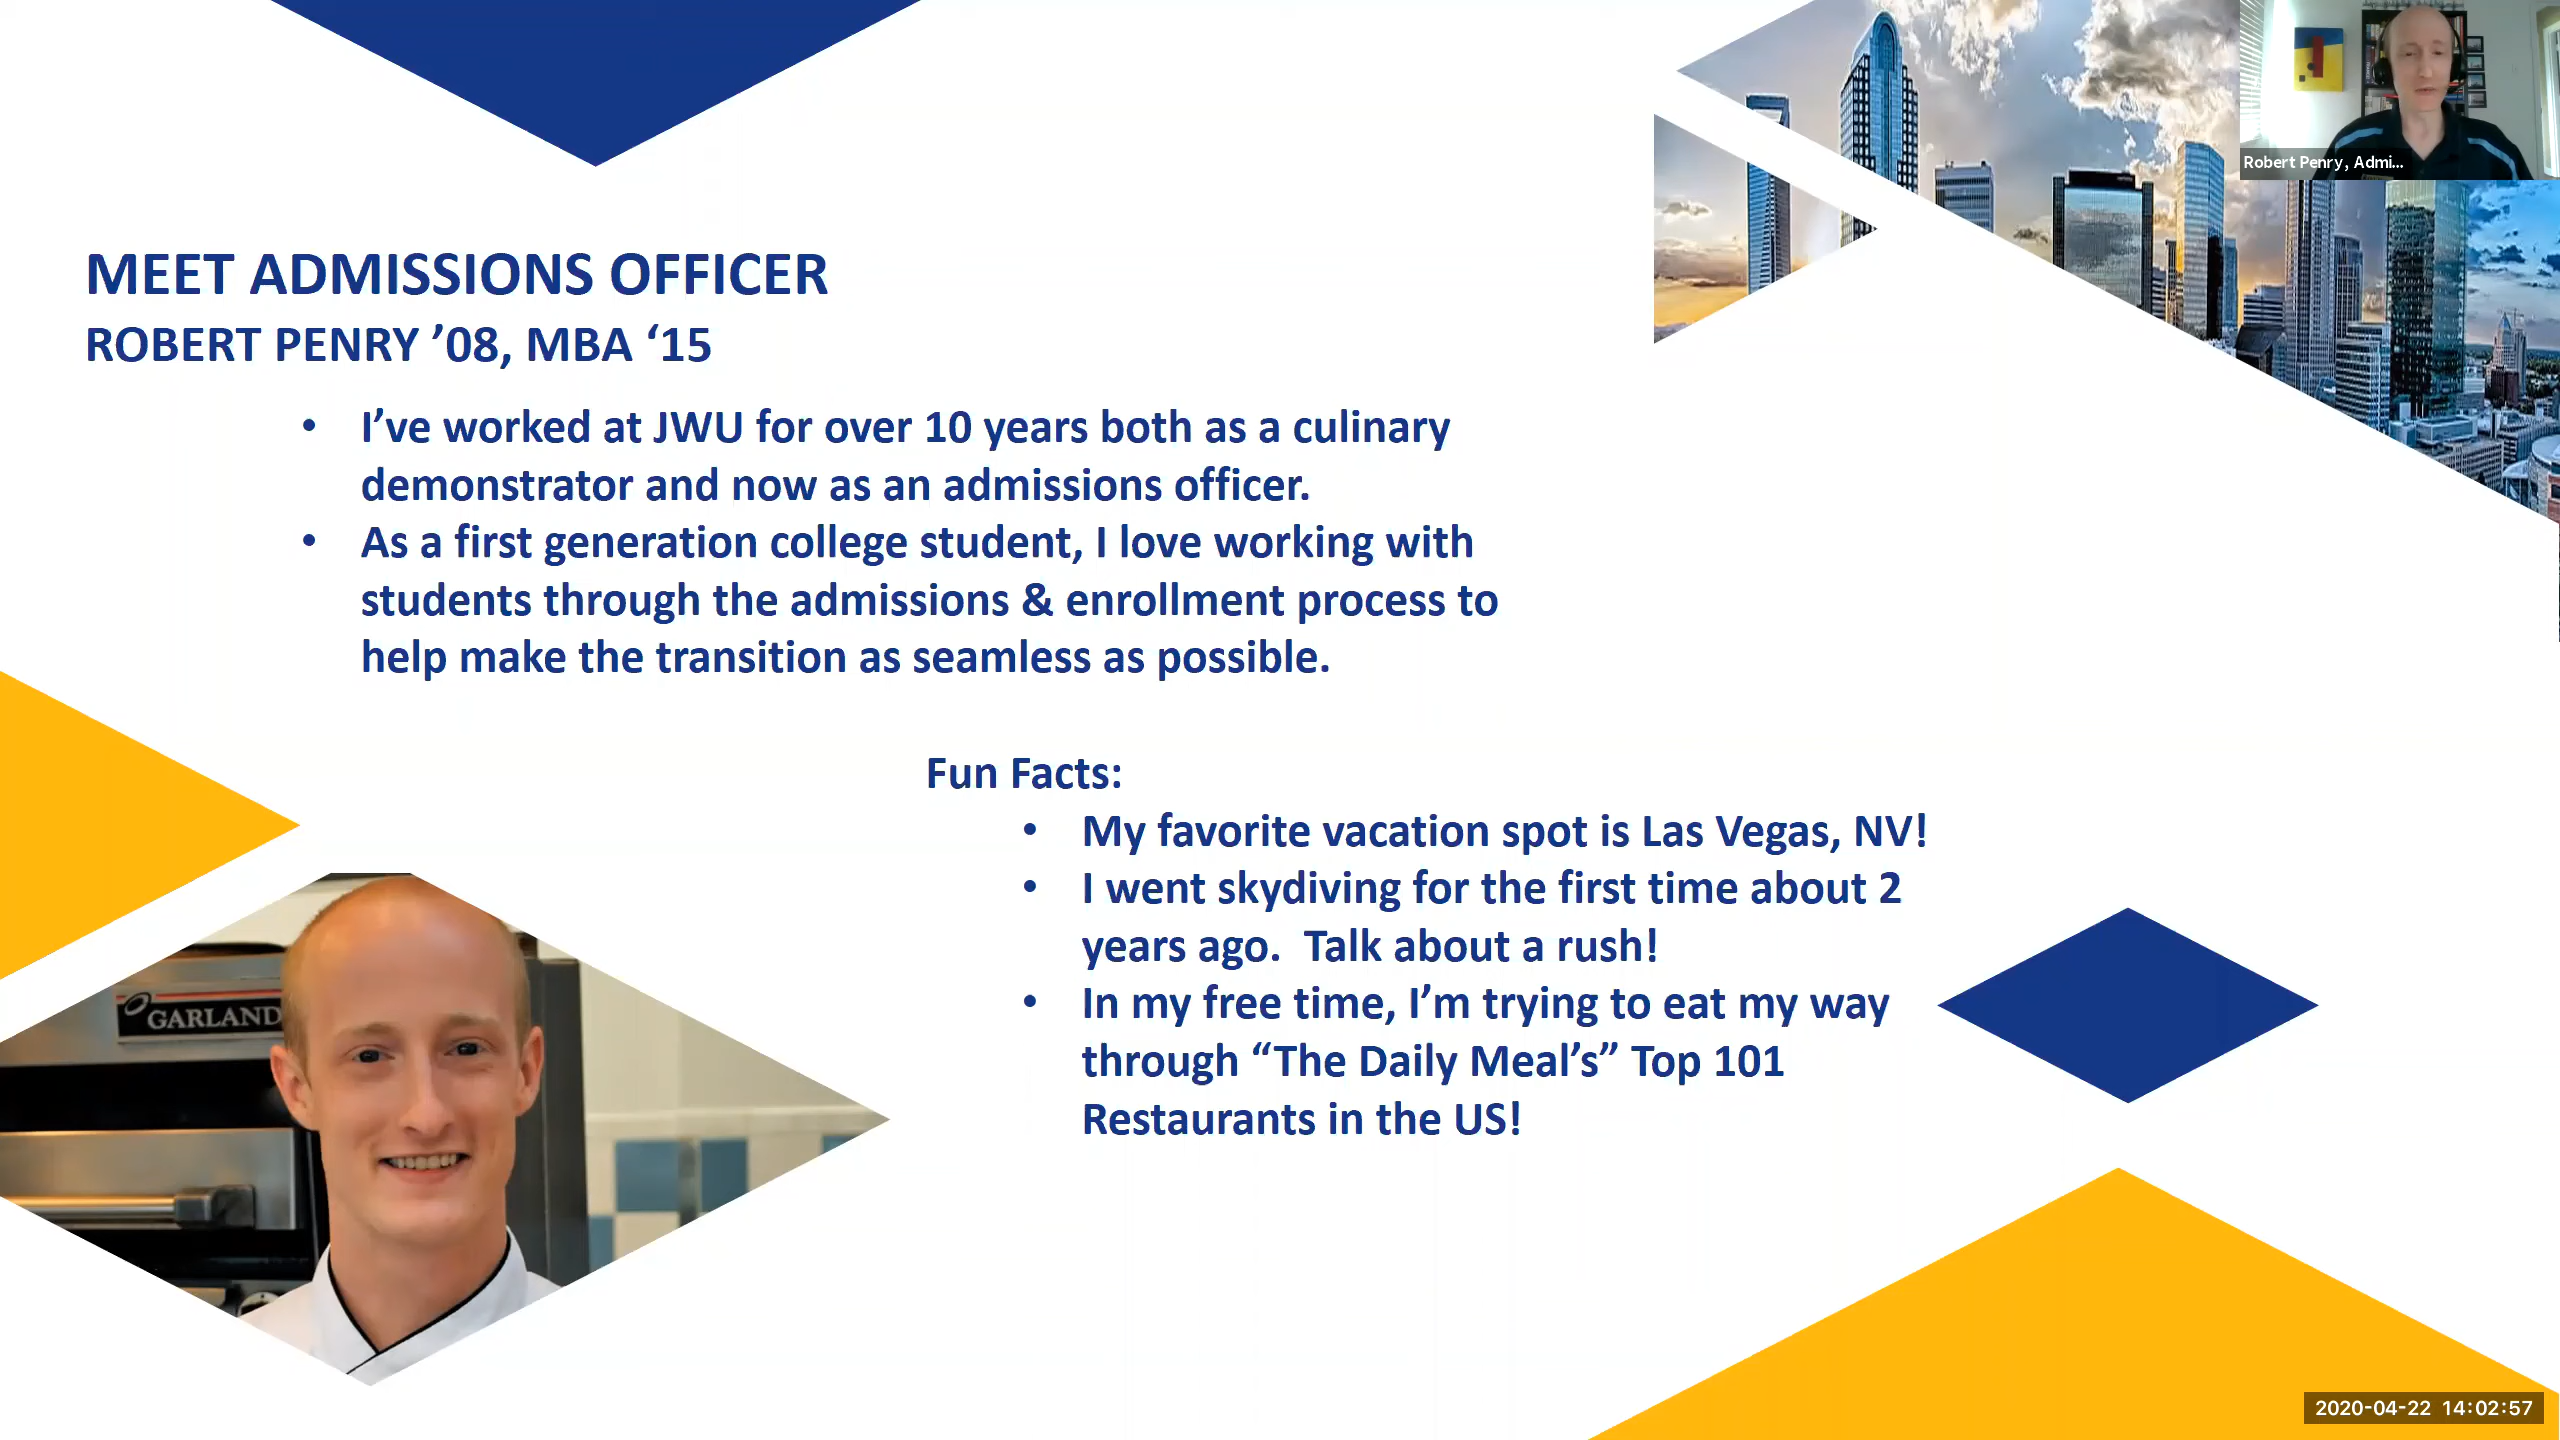 Robert Penry, Admi...
MEET ADMISSIONS OFFICER
ROBERT PENRY ’08, MBA ‘15
• I’ve worked at JWU for over 10 years both as a culinary
demonstrator and now as an admissions officer.
• As a first generation college student, I love working with
students through the admissions & enrollment process to
help make the transition as seamless as possible.
Fun Facts:
• My favorite vacation spot is Las Vegas, NV!
• I went skydiving for the first time about 2
years ago.  Talk about a rush!
• In my free time, I’m trying to eat my way
through “The Daily Meal’s” Top 101
Restaurants in the US!
GARLAND
2020-04-22 14:02:57